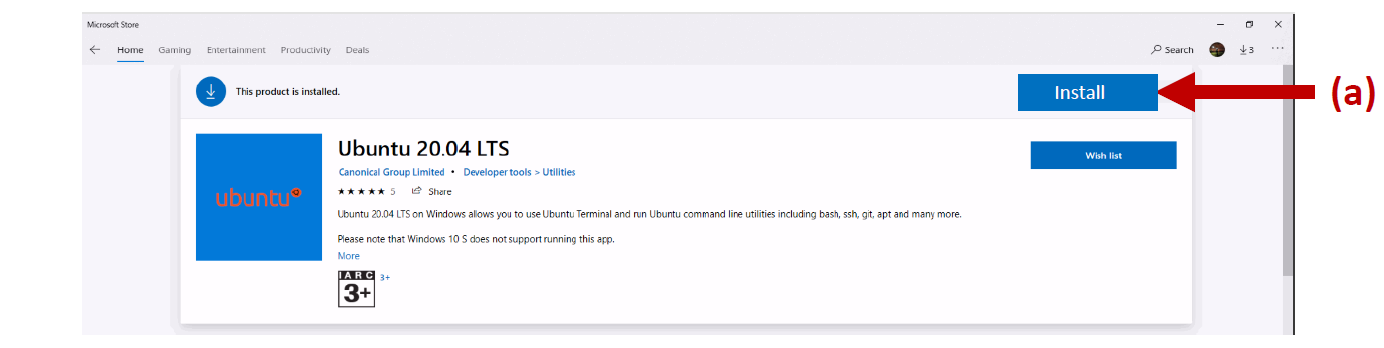 Microsoft Store
Home Gaming Entertainment Productivity Deals Search 3
This product is installed. Install (a)
ubuntu
Ubuntu 20.04 LTS
Wish list
Canonical Group Limited • Developer tools > Utilities
★★★★★ 5 Share
Ubuntu 20.04 LTS on Windows allows you to use Ubuntu Terminal and run Ubuntu command line utilities including bash, ssh, git, apt and many more.
Please note that Windows 10 S does not support running this app.
More
IARC 3+
3+